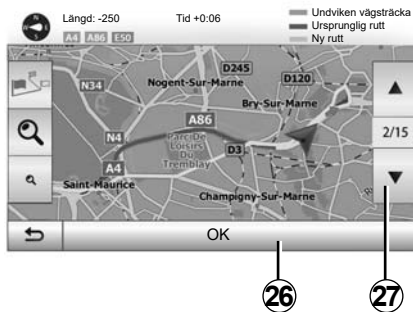 Längd: -250 Tid +0:06
Undviken vägsträcka
Ursprunglig rutt
Ny rutt
A4 A86 E50
D245
N34
D120
Nogent-Sur-Marne
Bry-Sur-Marne
A86
2/15
N4
Parc De
Loisirs
Du
Tremblay
D3
A4
Saint-Maurice
Champigny-Sur-Marne
OK
26
27